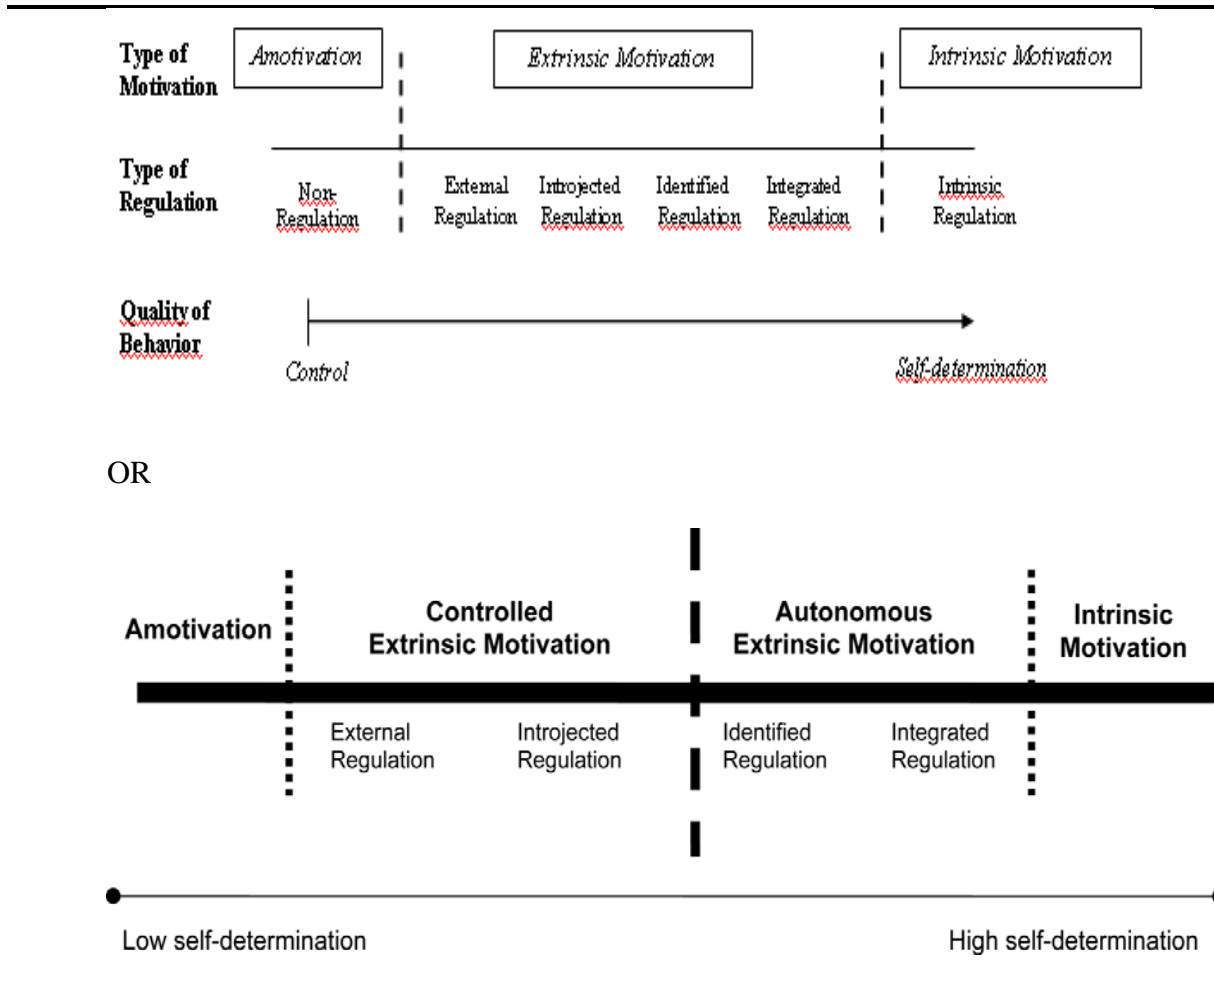 Type of
Motivation
Amotivation
Extrinsic Motivation
Intrinsic Motivation
Type of
Regulation
Non-
Regulation
External
Regulation
Introjected
Regulation
Identified
Regulation
Integrated
Regulation
Intrinsic
Regulation
Quality of
Behavior
Control
Self-determination
OR
Amotivation
Controlled
Extrinsic Motivation
Autonomous
Extrinsic Motivation
Intrinsic
Motivation
External
Regulation
Introjected
Regulation
Identified
Regulation
Integrated
Regulation
Low self-determination
High self-determination